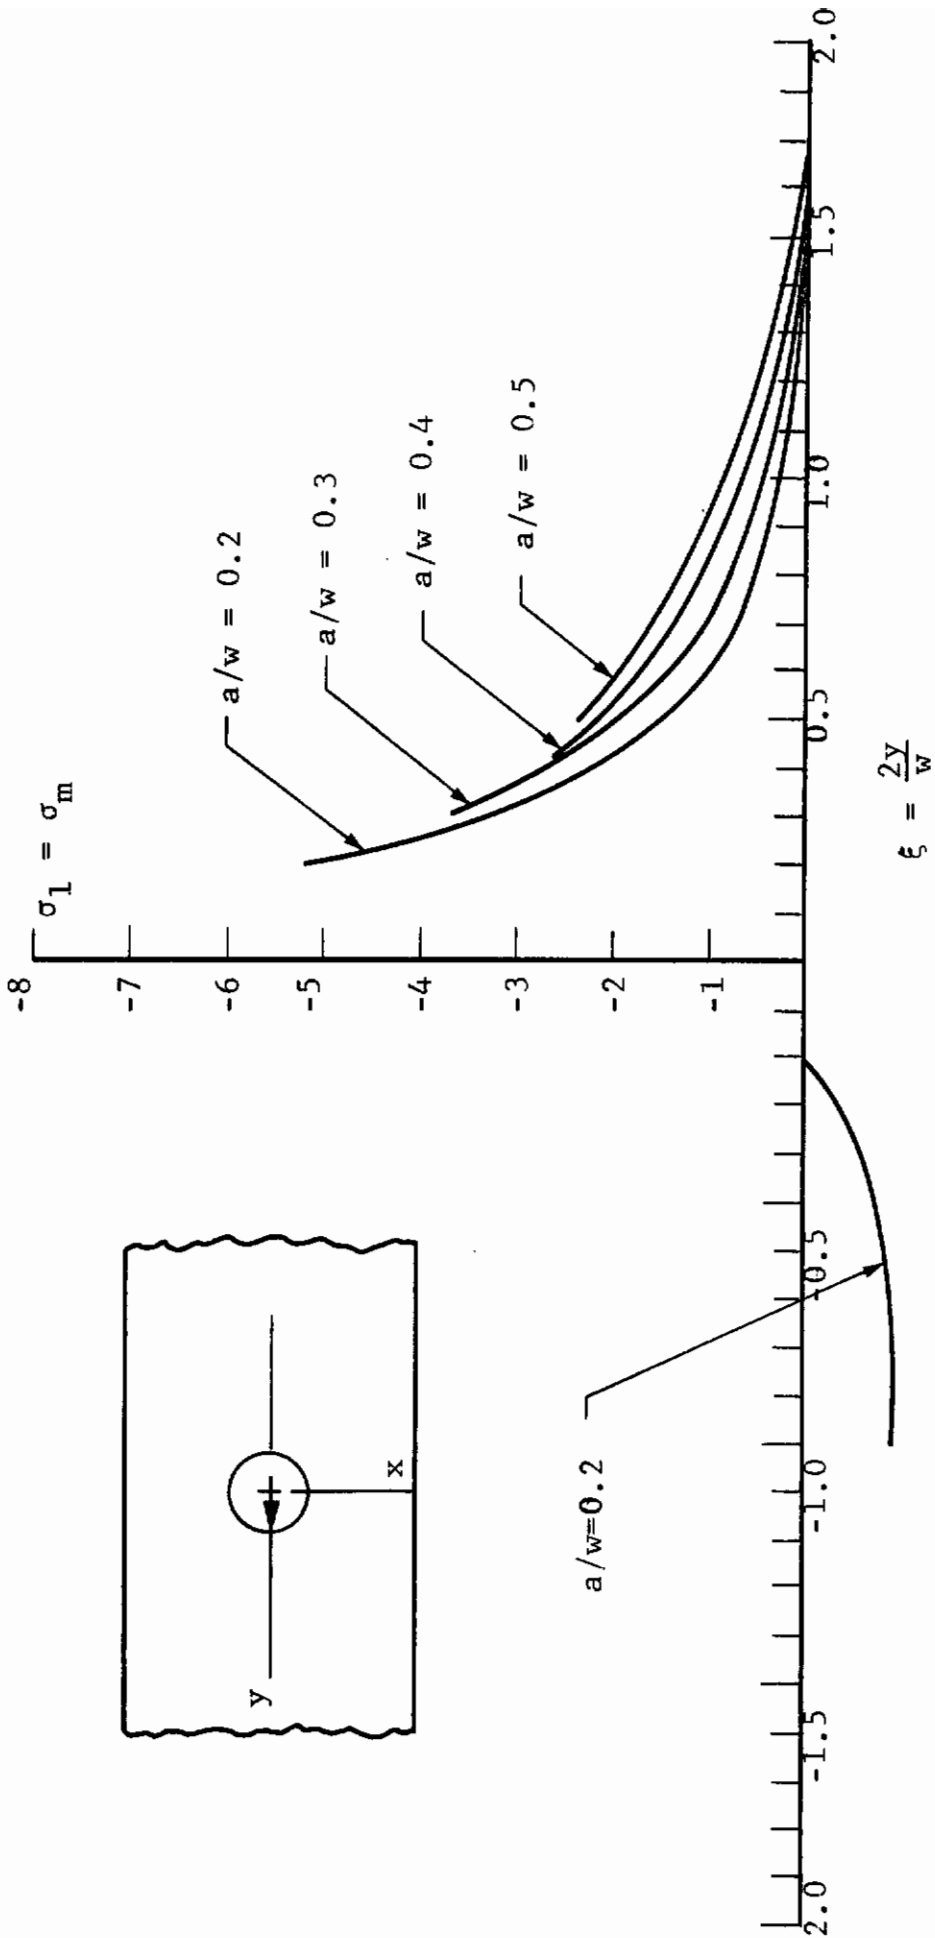 σ1 = σm
-8
-7
-6
-5
-4
-3
-2
-1
a/w = 0.2
a/w = 0.3
a/w = 0.4
a/w = 0.5
y
x
a/w=0.2
2.0
-1.5
-1.0
-0.5
0.5
1.0
1.5
2.0
ξ = 2y/w